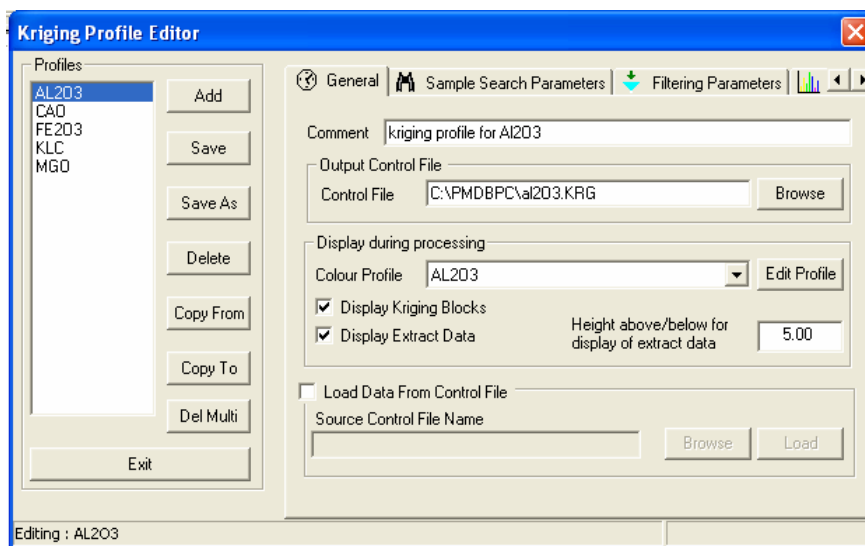 Kriging Profile Editor
Profiles
AL2O3
CAO
FE2O3
KLC
MGO
Add
Save
Save As
Delete
Copy From
Copy To
Del Multi
Exit
General
Sample Search Parameters
Filtering Parameters
Comment kriging profile for Al2O3
Output Control File
Control File C:\PMDBPC\al2O3.KRG Browse
Display during processing
Colour Profile AL2O3 Edit Profile
Display Kriging Blocks
Display Extract Data
Height above/below for
display of extract data
5.00
Load Data From Control File
Source Control File Name
Browse Load
Editing : AL2O3